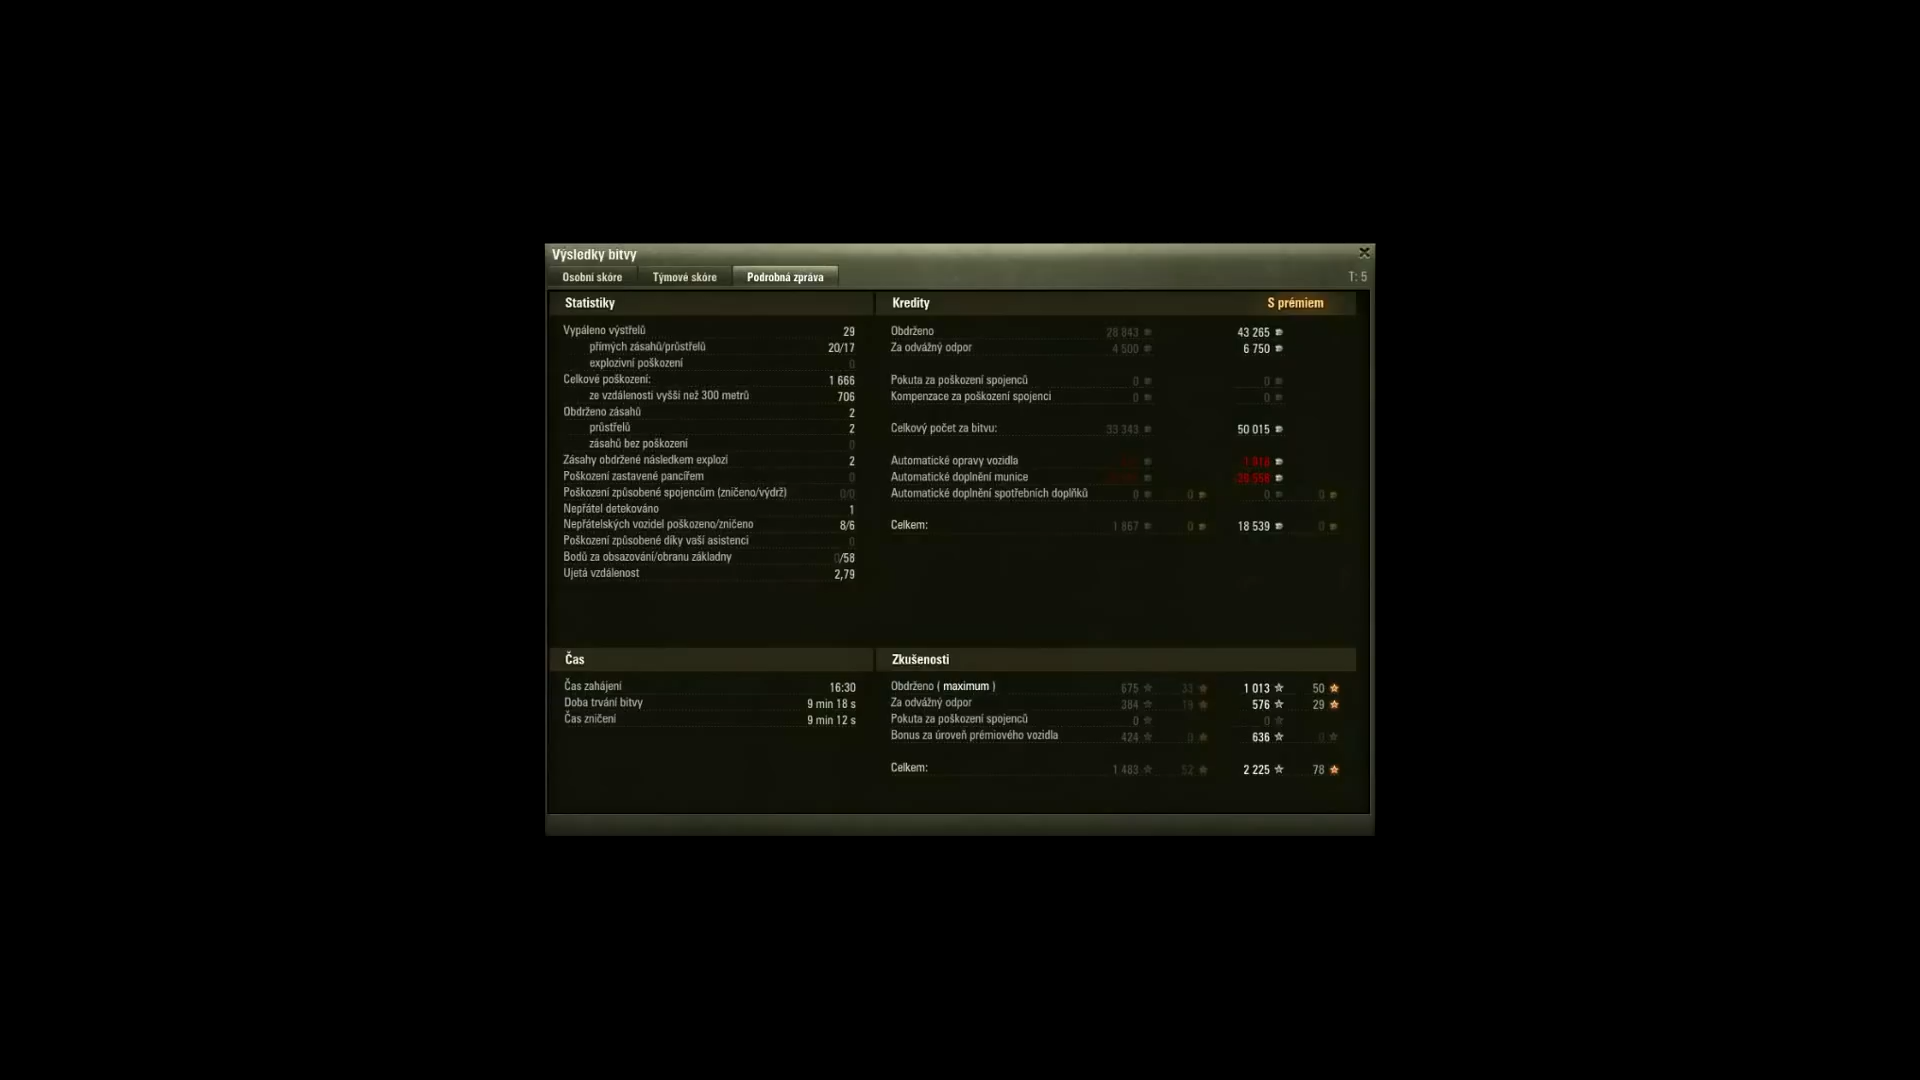 Výsledky bitvy
Osobní skóre Týmové skóre Podrobná zpráva T: 5
Statistiky
Vypáleno výstřelů 29
přímých zásahů/průstřelů 20/17
explozivní poškození 0
Celkové poškození: 1 666
ze vzdálenosti vyšší než 300 metrů 706
Obdrženo zásahů 2
průstřelů 2
zásahů bez poškození 0
Zásahy obdržené následkem explozí 2
Poškození zastavené pancířem 0
Poškození způsobené spojencům (zničeno/výdrž) 0/0
Nepřátel detekováno 1
Nepřátelských vozidel poškozeno/zničeno 8/6
Poškození způsobené díky vaší asistenci 0
Bodů za obsazování/obranu základny 0/58
Ujetá vzdálenost 2,79
Kredity S prémiem
Obdrženo 28 843 43 265
Za odvážný odpor 4 500 6 750
Pokuta za poškození spojenců 0 0
Kompenzace za poškození spojenci 0 0
Celkový počet za bitvu: 33 343 50 015
Automatické opravy vozidla -1 918
Automatické doplnění munice
Automatické doplnění spotřebních doplňků 0 0 0 0
Celkem: 1 867 0 18 539 0
Čas
Čas zahájení 16:30
Doba trvání bitvy 9 min 18 s
Čas zničení 9 min 12 s
Zkušenosti
Obdrženo ( maximum ) 675 33 1 013 50
Za odvážný odpor 384 19 576 29
Pokuta za poškození spojenců 0 0
Bonus za úroveň prémiového vozidla 424 0 636 0
Celkem: 1 483 52 2 225 78